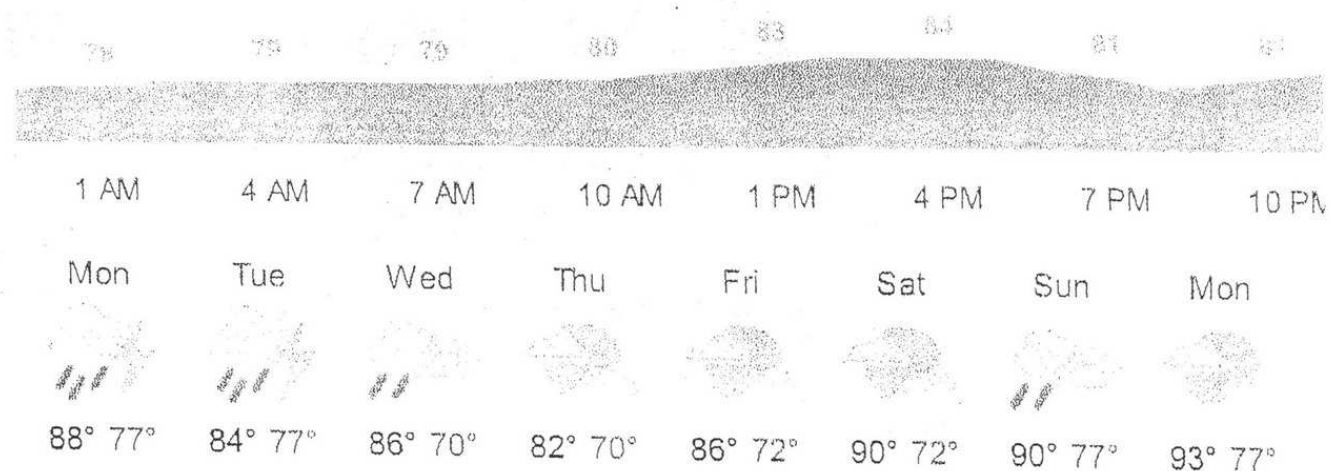 78 79 79 80 83 84 81 81
1 AM 4 AM 7 AM 10 AM 1 PM 4 PM 7 PM 10 PM
Mon Tue Wed Thu Fri Sat Sun Mon
88° 77° 84° 77° 86° 70° 82° 70° 86° 72° 90° 72° 90° 77° 93° 77°